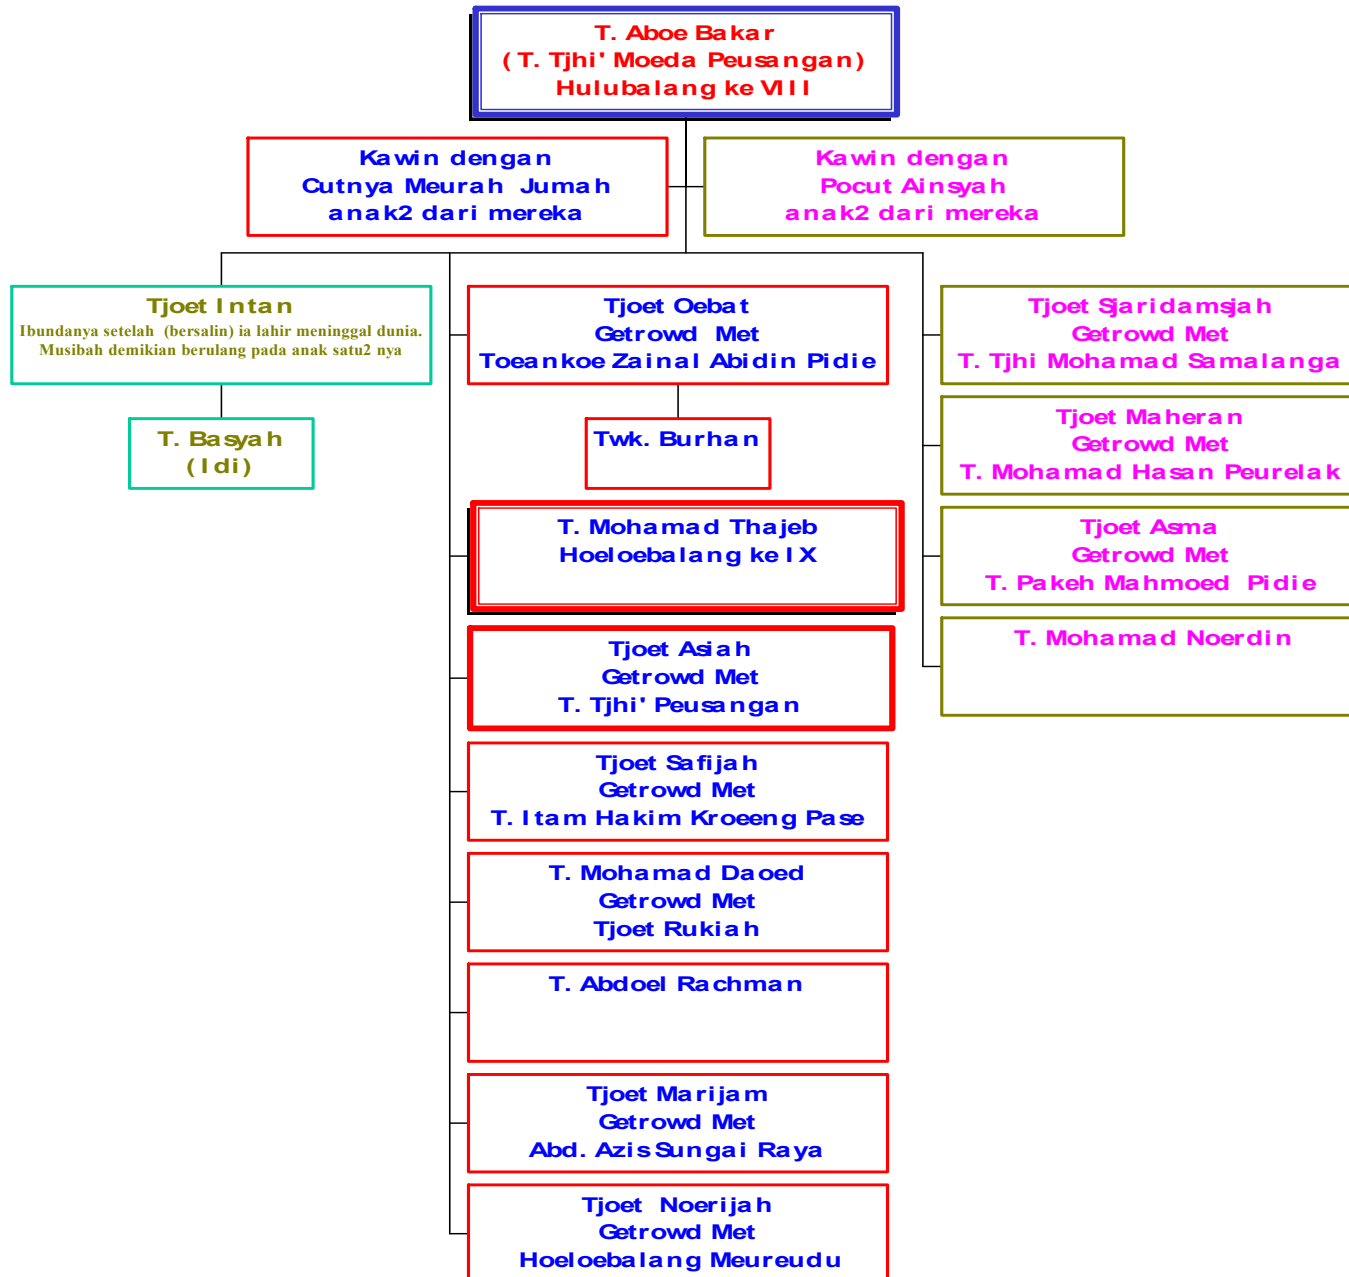 T. Aboe Bakar
( T. Tjhi' Moeda Peusangan)
Hulubalang ke VIII
Kawin dengan
Cutnya Meurah Jumah
anak2 dari mereka
Kawin dengan
Pocut Ainsyah
anak2 dari mereka
Tjoet Intan
Ibundanya setelah (bersalin) ia lahir meninggal dunia.
Musibah demikian berulang pada anak satu2 nya
T. Basyah
(Idi)
Tjoet Oebat
Getrowd Met
Toeankoe Zainal Abidin Pidie
Twk. Burhan
T. Mohamad Thajeb
Hoeloebalang ke IX
Tjoet Asiah
Getrowd Met
T. Tjhi' Peusangan
Tjoet Safijah
Getrowd Met
T. Itam Hakim Kroeeng Pase
T. Mohamad Daoed
Getrowd Met
Tjoet Rukiah
T. Abdoel Rachman
Tjoet Marijam
Getrowd Met
Abd. Azis Sungai Raya
Tjoet Noerijah
Getrowd Met
Hoeloebalang Meureudu
Tjoet Sjaridamsjah
Getrowd Met
T. Tjhi Mohamad Samalanga
Tjoet Maheran
Getrowd Met
T. Mohamad Hasan Peurelak
Tjoet Asma
Getrowd Met
T. Pakeh Mahmoed Pidie
T. Mohamad Noerdin